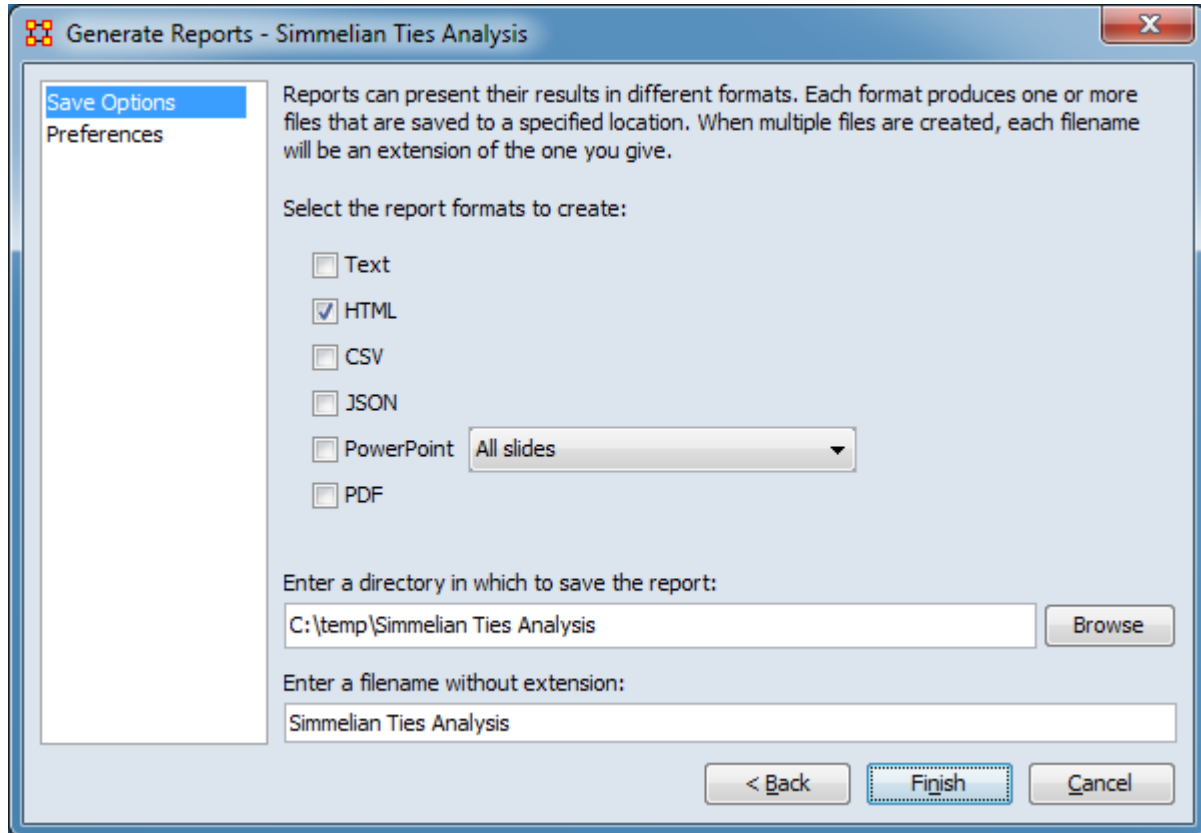 Generate Reports - Simmelian Ties Analysis
Save Options
Preferences
Reports can present their results in different formats. Each format produces one or more
files that are saved to a specified location. When multiple files are created, each filename
will be an extension of the one you give.
Select the report formats to create:
Text
HTML
CSV
JSON
PowerPoint All slides
PDF
Enter a directory in which to save the report:
C:\temp\Simmelian Ties Analysis Browse
Enter a filename without extension:
Simmelian Ties Analysis
< Back Finish Cancel